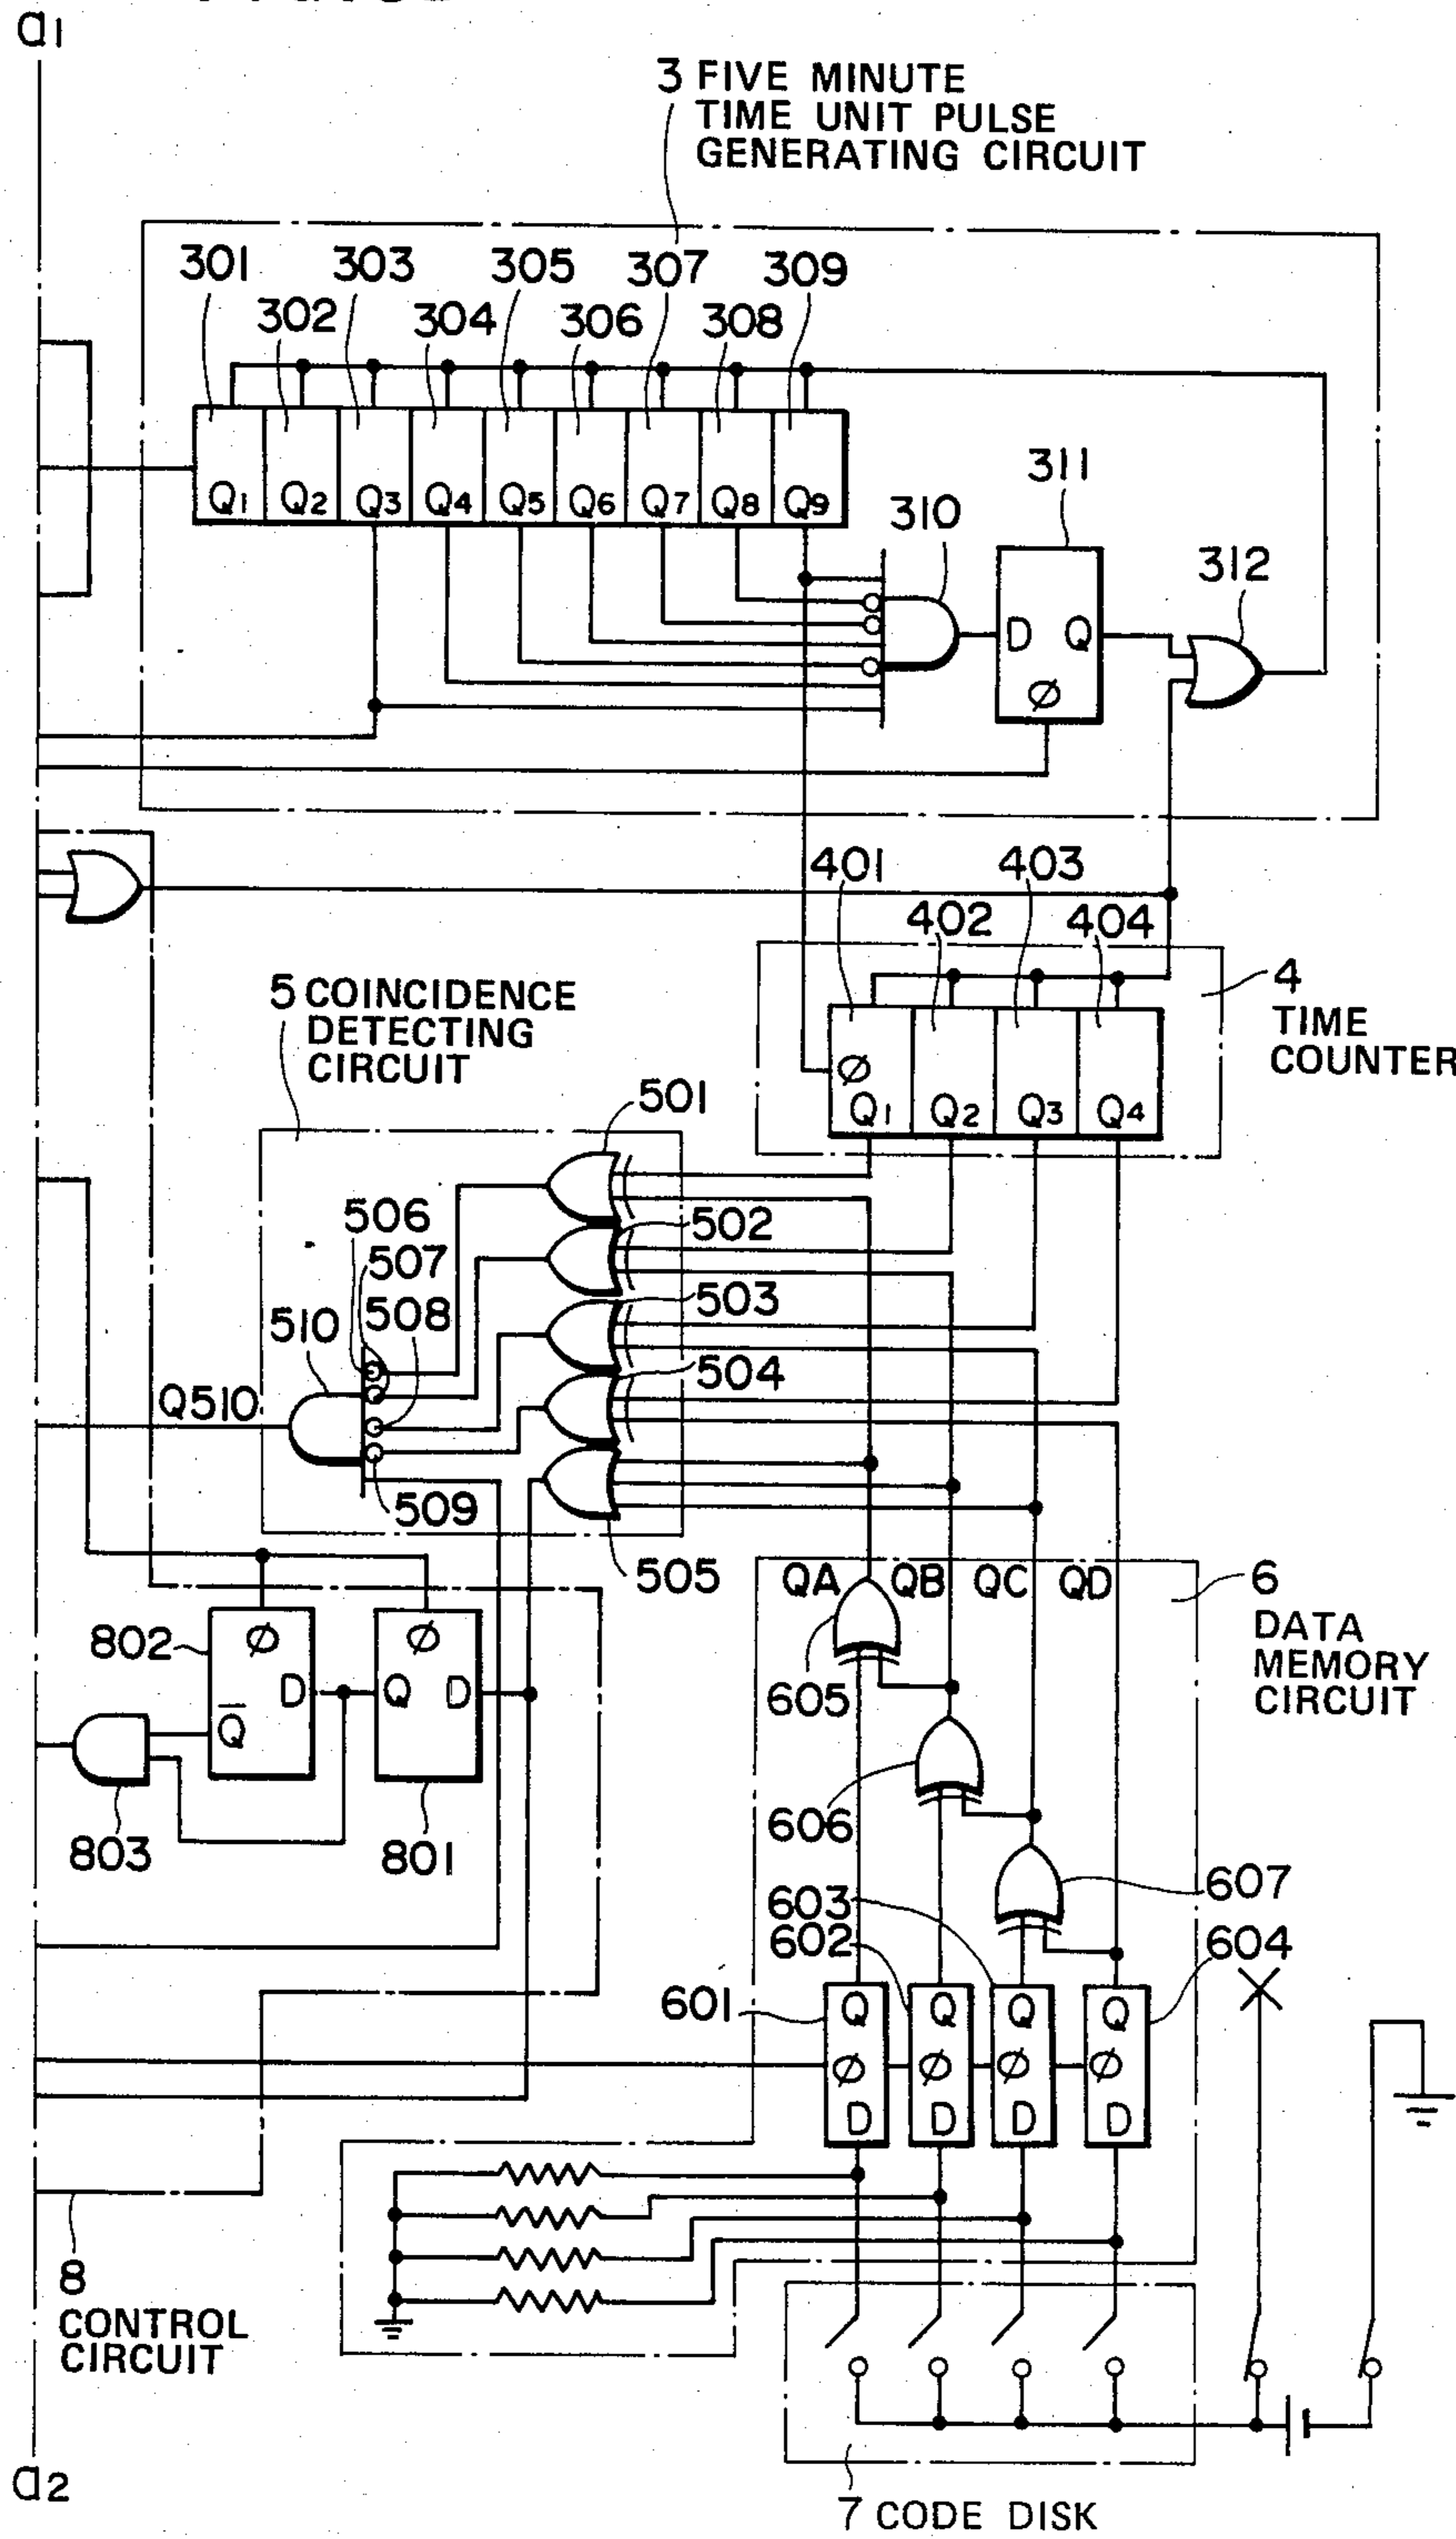 a1
3 FIVE MINUTE
TIME UNIT PULSE
GENERATING CIRCUIT
301 303 305 307 309
302 304 306 308
Q1 Q2 Q3 Q4 Q5 Q6 Q7 Q8 Q9
310
311
312
D Q
Ø
401 403
402 404
4
TIME
COUNTER
Ø
Q1 Q2 Q3 Q4
5 COINCIDENCE
DETECTING
CIRCUIT
501
502
503
504
505
506
507
508
509
510
Q510
QA QB QC QD
6
DATA
MEMORY
CIRCUIT
605
606
607
802
Ø Ø
D Q D
Q̅
803
801
603
602
604
601
Q Q Q Q
Ø Ø Ø Ø
D D D D
8
CONTROL
CIRCUIT
a2
7 CODE DISK